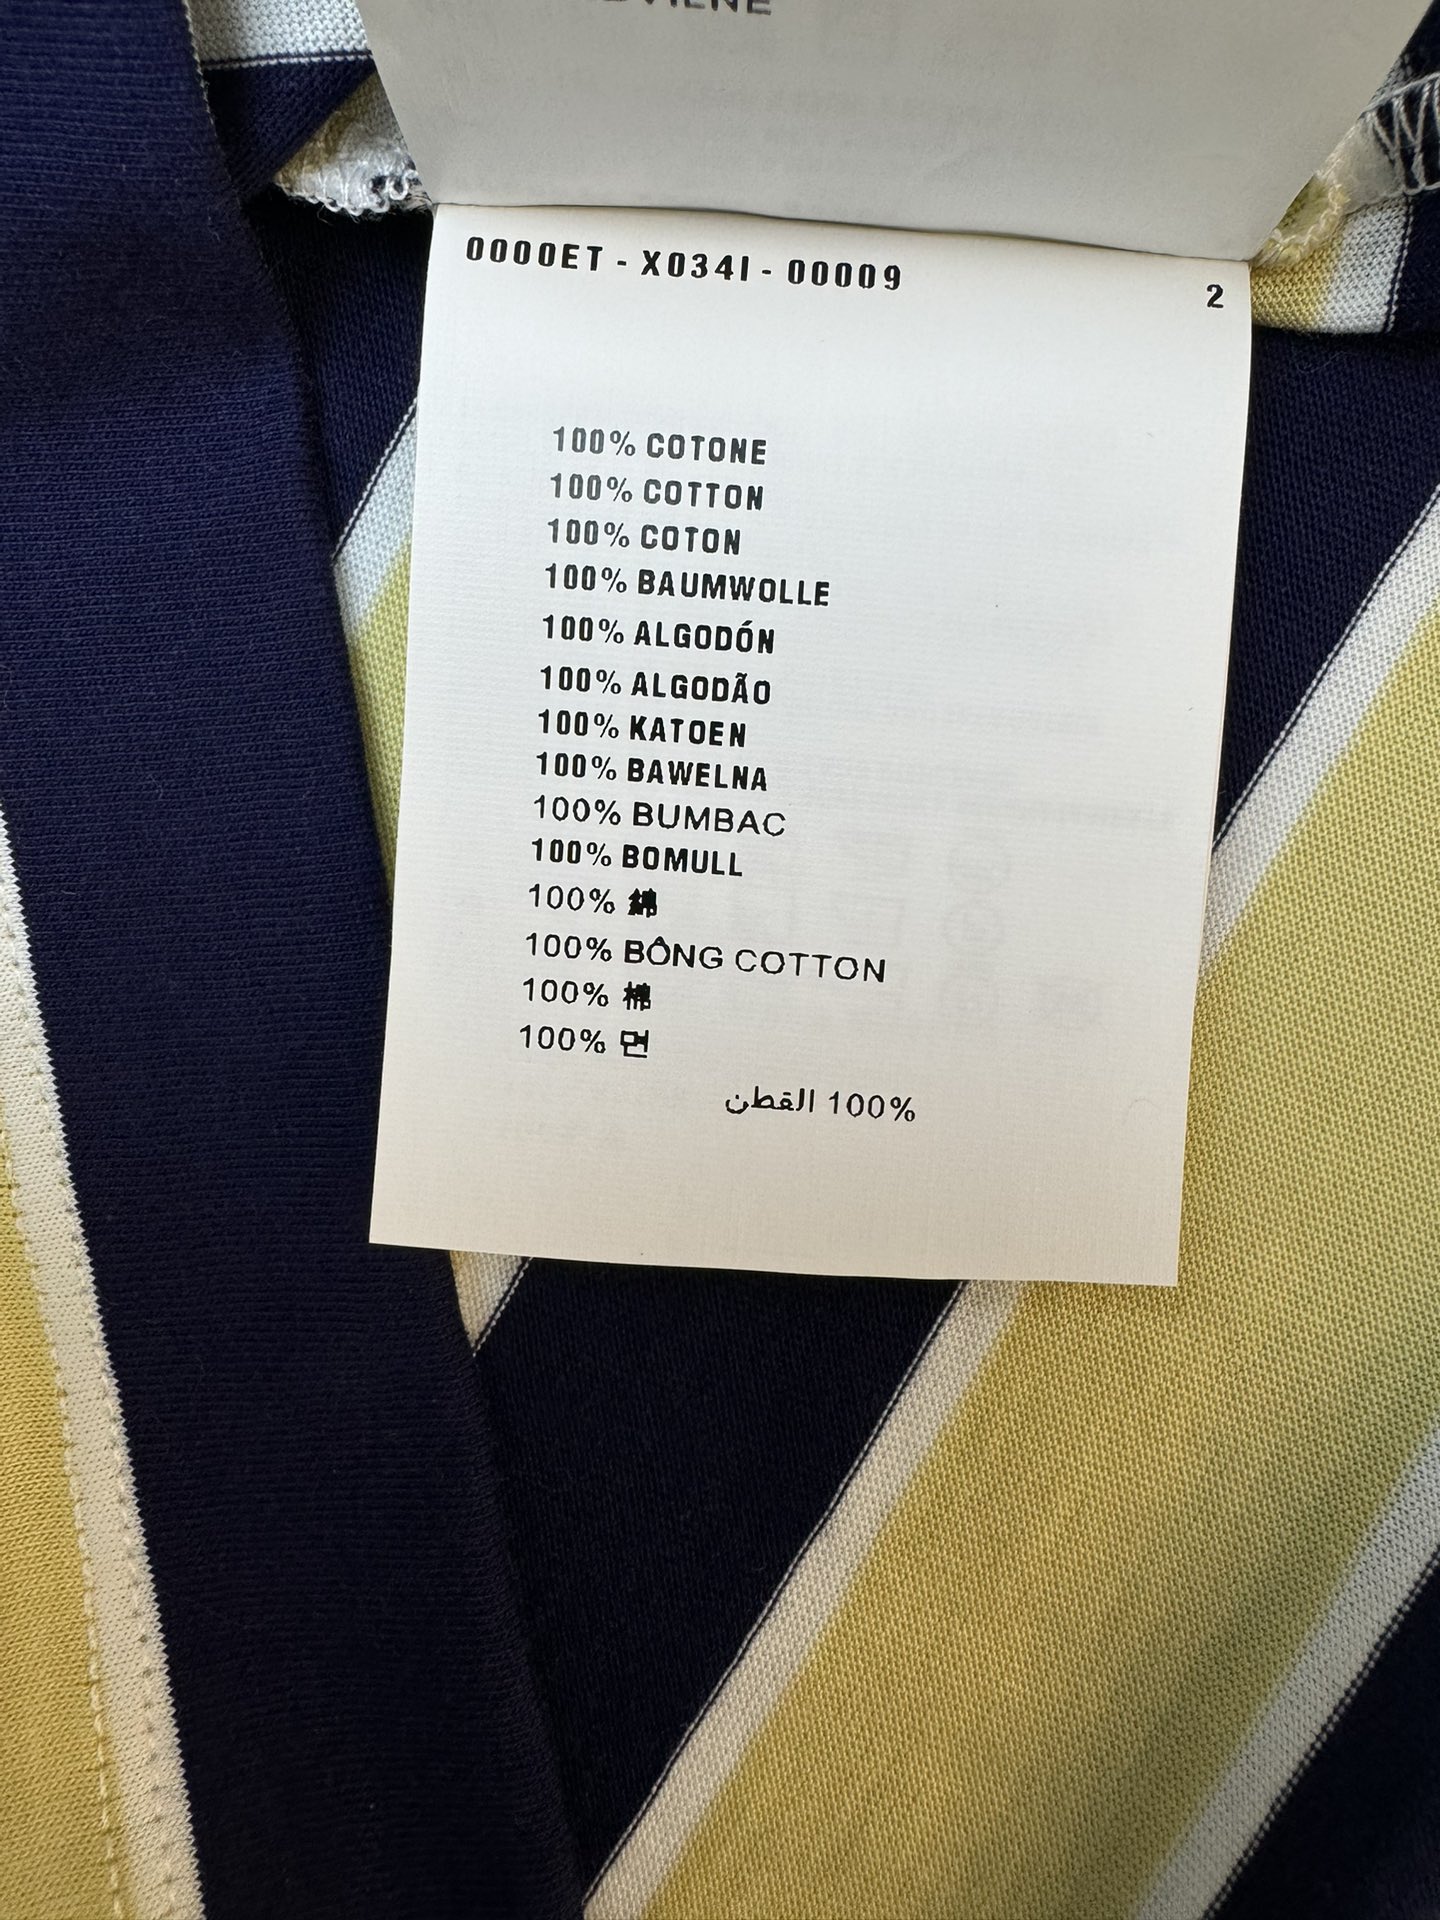 0000ET - X034I - 00009
2
100% COTONE
100% COTTON
100% COTON
100% BAUMWOLLE
100% ALGODÓN
100% ALGODÃO
100% KATOEN
100% BAWELNA
100% BUMBAC
100% BOMULL
100% 綿
100% BÔNG COTTON
100% 棉
100% 면
100% القطن